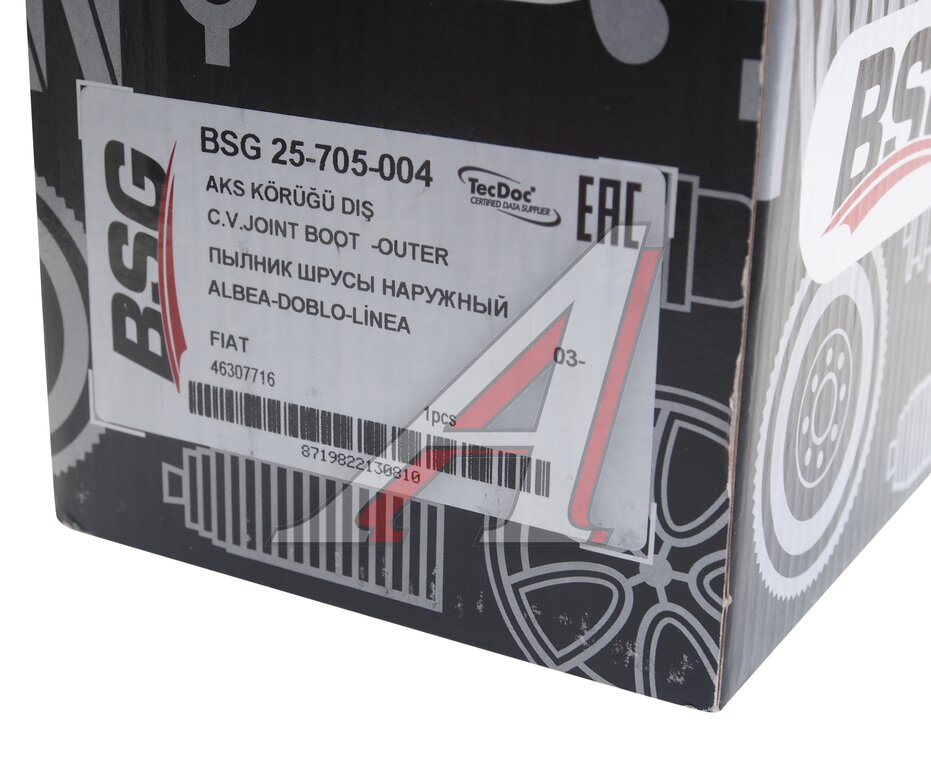 BSG
BSG 25-705-004
TecDoc
CERTIFIED DATA SUPPLIER
EAC
AKS KÖRÜĞÜ DIŞ
C.V.JOINT BOOT -OUTER
ПЫЛНИК ШРУСЫ НАРУЖНЫЙ
ALBEA-DOBLO-LİNEA
FIAT
03-
46307716
1pcs
8719822130810
BSG